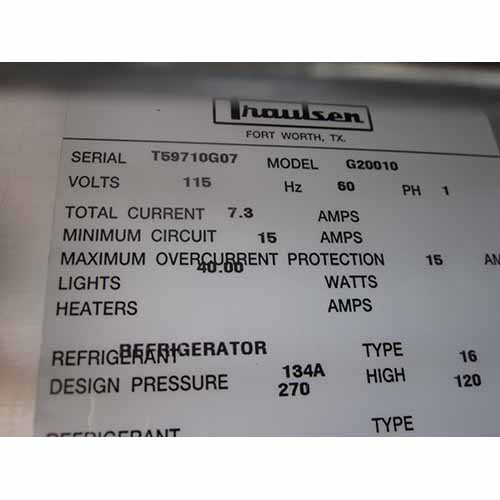 Traulsen
FORT WORTH, TX.
SERIAL T59710G07 MODEL G20010
VOLTS 115 Hz 60 PH 1
TOTAL CURRENT 7.3 AMPS
MINIMUM CIRCUIT 15 AMPS
MAXIMUM OVERCURRENT PROTECTION 15 AM
LIGHTS 40.00 WATTS
HEATERS AMPS
REFRIGERATOR
REFRIGERANT 134A TYPE 16
DESIGN PRESSURE 270 HIGH 120
REFRIGERANT TYPE